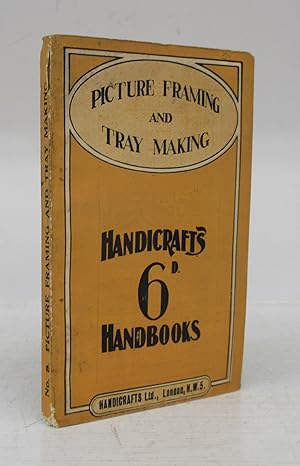 No. 8 PICTURE FRAMING AND TRAY MAKING
PICTURE FRAMING
AND
TRAY MAKING
HANDICRAFTS
6D.
HANDBOOKS
HANDICRAFTS Ltd., London, N.W.5.